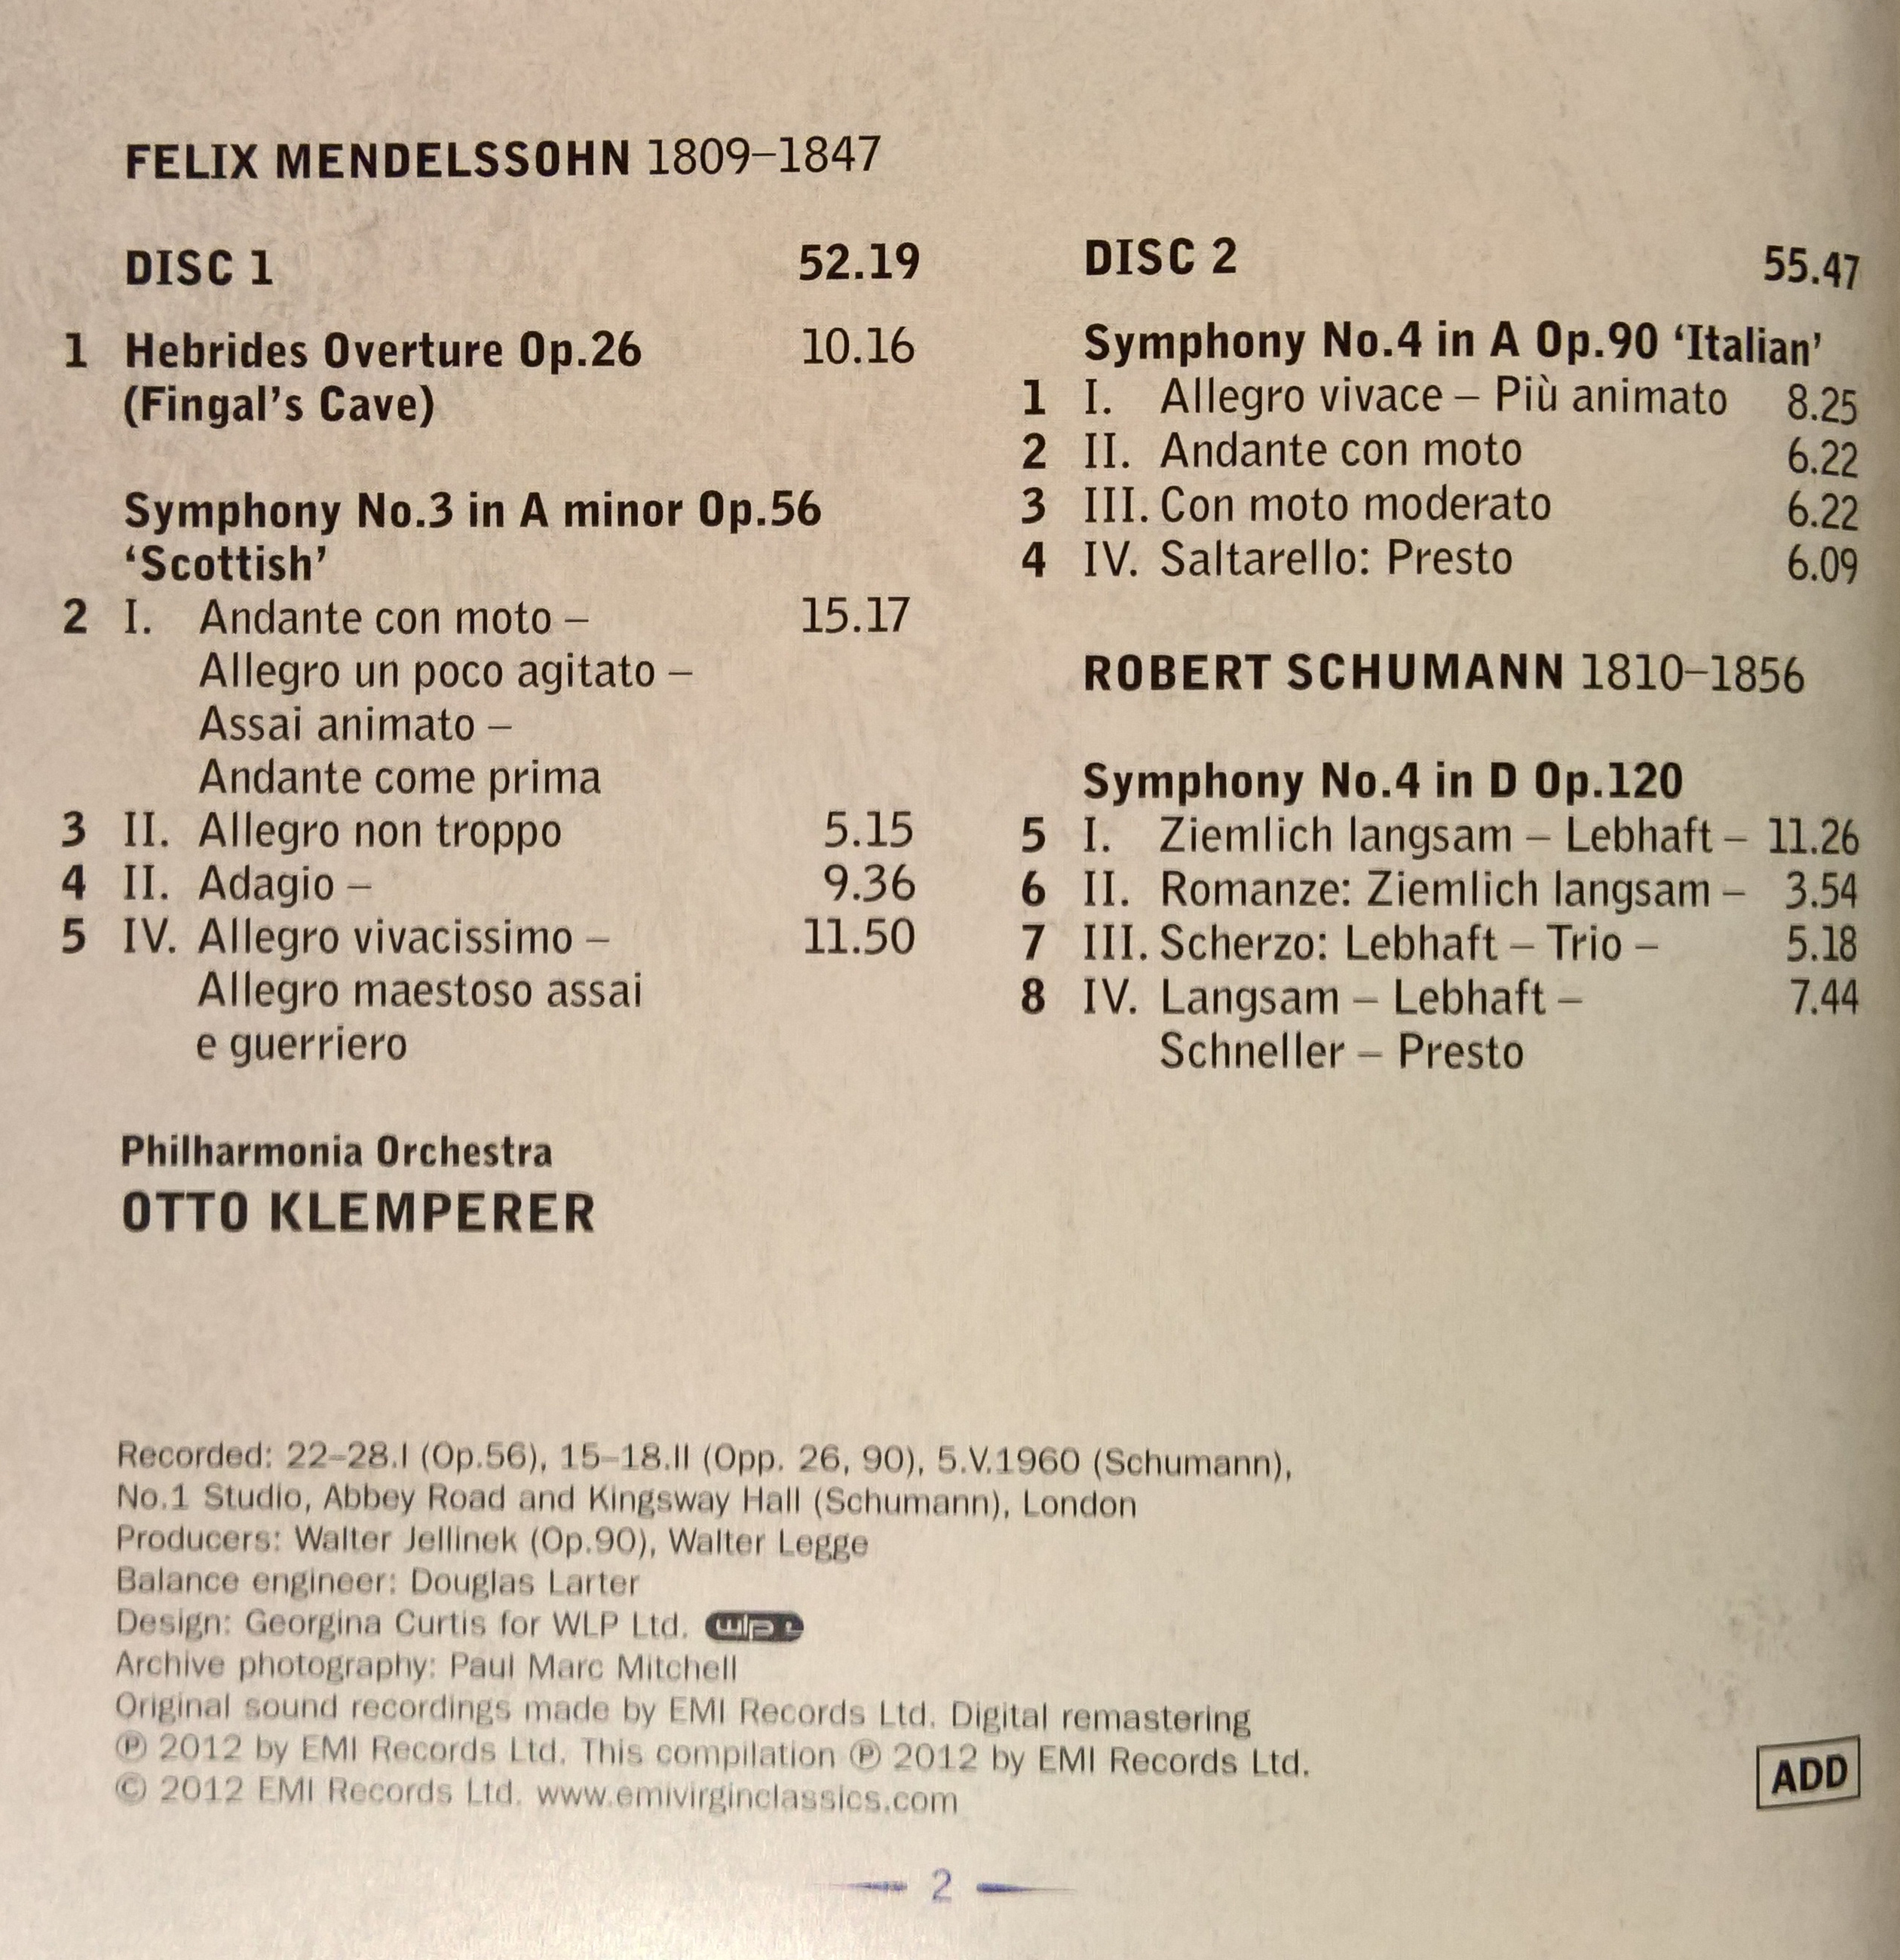 FELIX MENDELSSOHN 1809–1847
DISC 1 52.19
1 Hebrides Overture Op.26 10.16
(Fingal's Cave)
Symphony No.3 in A minor Op.56
‘Scottish’
2 I. Andante con moto – 15.17
Allegro un poco agitato –
Assai animato –
Andante come prima
3 II. Allegro non troppo 5.15
4 II. Adagio – 9.36
5 IV. Allegro vivacissimo – 11.50
Allegro maestoso assai
e guerriero
Philharmonia Orchestra
OTTO KLEMPERER
DISC 2 55.47
Symphony No.4 in A Op.90 ‘Italian’
1 I. Allegro vivace – Più animato 8.25
2 II. Andante con moto 6.22
3 III. Con moto moderato 6.22
4 IV. Saltarello: Presto 6.09
ROBERT SCHUMANN 1810–1856
Symphony No.4 in D Op.120
5 I. Ziemlich langsam – Lebhaft – 11.26
6 II. Romanze: Ziemlich langsam – 3.54
7 III. Scherzo: Lebhaft – Trio – 5.18
8 IV. Langsam – Lebhaft – 7.44
Schneller – Presto
Recorded: 22–28.I (Op.56), 15–18.II (Opp. 26, 90), 5.V.1960 (Schumann),
No.1 Studio, Abbey Road and Kingsway Hall (Schumann), London
Producers: Walter Jellinek (Op.90), Walter Legge
Balance engineer: Douglas Larter
Design: Georgina Curtis for WLP Ltd. wlp L
Archive photography: Paul Marc Mitchell
Original sound recordings made by EMI Records Ltd. Digital remastering
℗ 2012 by EMI Records Ltd. This compilation ℗ 2012 by EMI Records Ltd.
© 2012 EMI Records Ltd. www.emivirginclassics.com
ADD
2